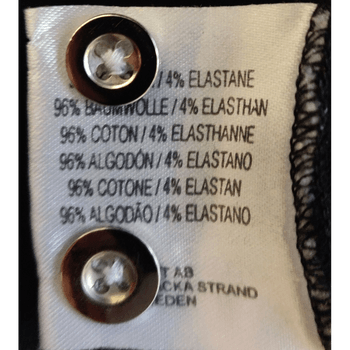 / 4% ELASTANE
96% BAUMWOLLE / 4% ELASTHAN
96% COTON / 4% ELASTHANNE
96% ALGODÓN / 4% ELASTANO
96% COTONE / 4% ELASTAN
96% ALGODÃO / 4% ELASTANO
T AB
CKA STRAND
EDEN